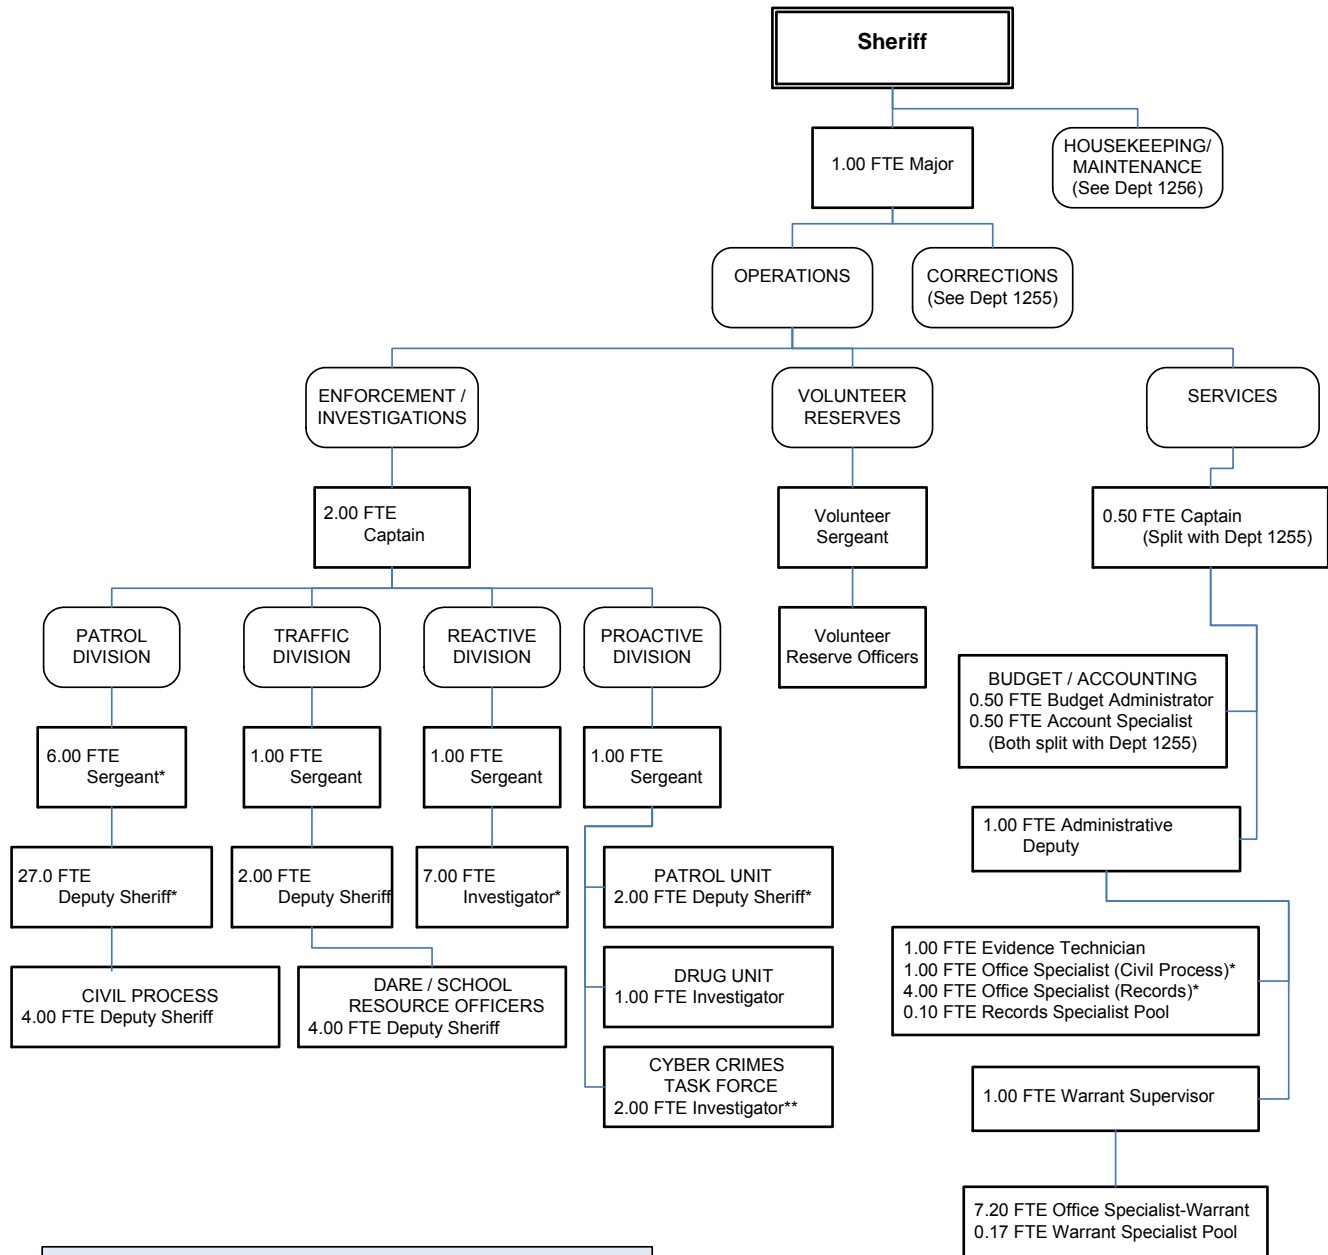 Sheriff
1.00 FTE Major
HOUSEKEEPING/
MAINTENANCE
(See Dept 1256)
OPERATIONS
CORRECTIONS
(See Dept 1255)
ENFORCEMENT /
INVESTIGATIONS
VOLUNTEER
RESERVES
SERVICES
2.00 FTE
Captain
Volunteer
Sergeant
0.50 FTE Captain
(Split with Dept 1255)
PATROL
DIVISION
TRAFFIC
DIVISION
REACTIVE
DIVISION
PROACTIVE
DIVISION
Volunteer
Reserve Officers
BUDGET / ACCOUNTING
0.50 FTE Budget Administrator
0.50 FTE Account Specialist
(Both split with Dept 1255)
6.00 FTE
Sergeant*
1.00 FTE
Sergeant
1.00 FTE
Sergeant
1.00 FTE
Sergeant
1.00 FTE Administrative
Deputy
27.0 FTE
Deputy Sheriff*
2.00 FTE
Deputy Sheriff
7.00 FTE
Investigator*
PATROL UNIT
2.00 FTE Deputy Sheriff*
1.00 FTE Evidence Technician
1.00 FTE Office Specialist (Civil Process)*
4.00 FTE Office Specialist (Records)*
0.10 FTE Records Specialist Pool
CIVIL PROCESS
4.00 FTE Deputy Sheriff
DARE / SCHOOL
RESOURCE OFFICERS
4.00 FTE Deputy Sheriff
DRUG UNIT
1.00 FTE Investigator
CYBER CRIMES
TASK FORCE
2.00 FTE Investigator**
1.00 FTE Warrant Supervisor
7.20 FTE Office Specialist-Warrant
0.17 FTE Warrant Specialist Pool